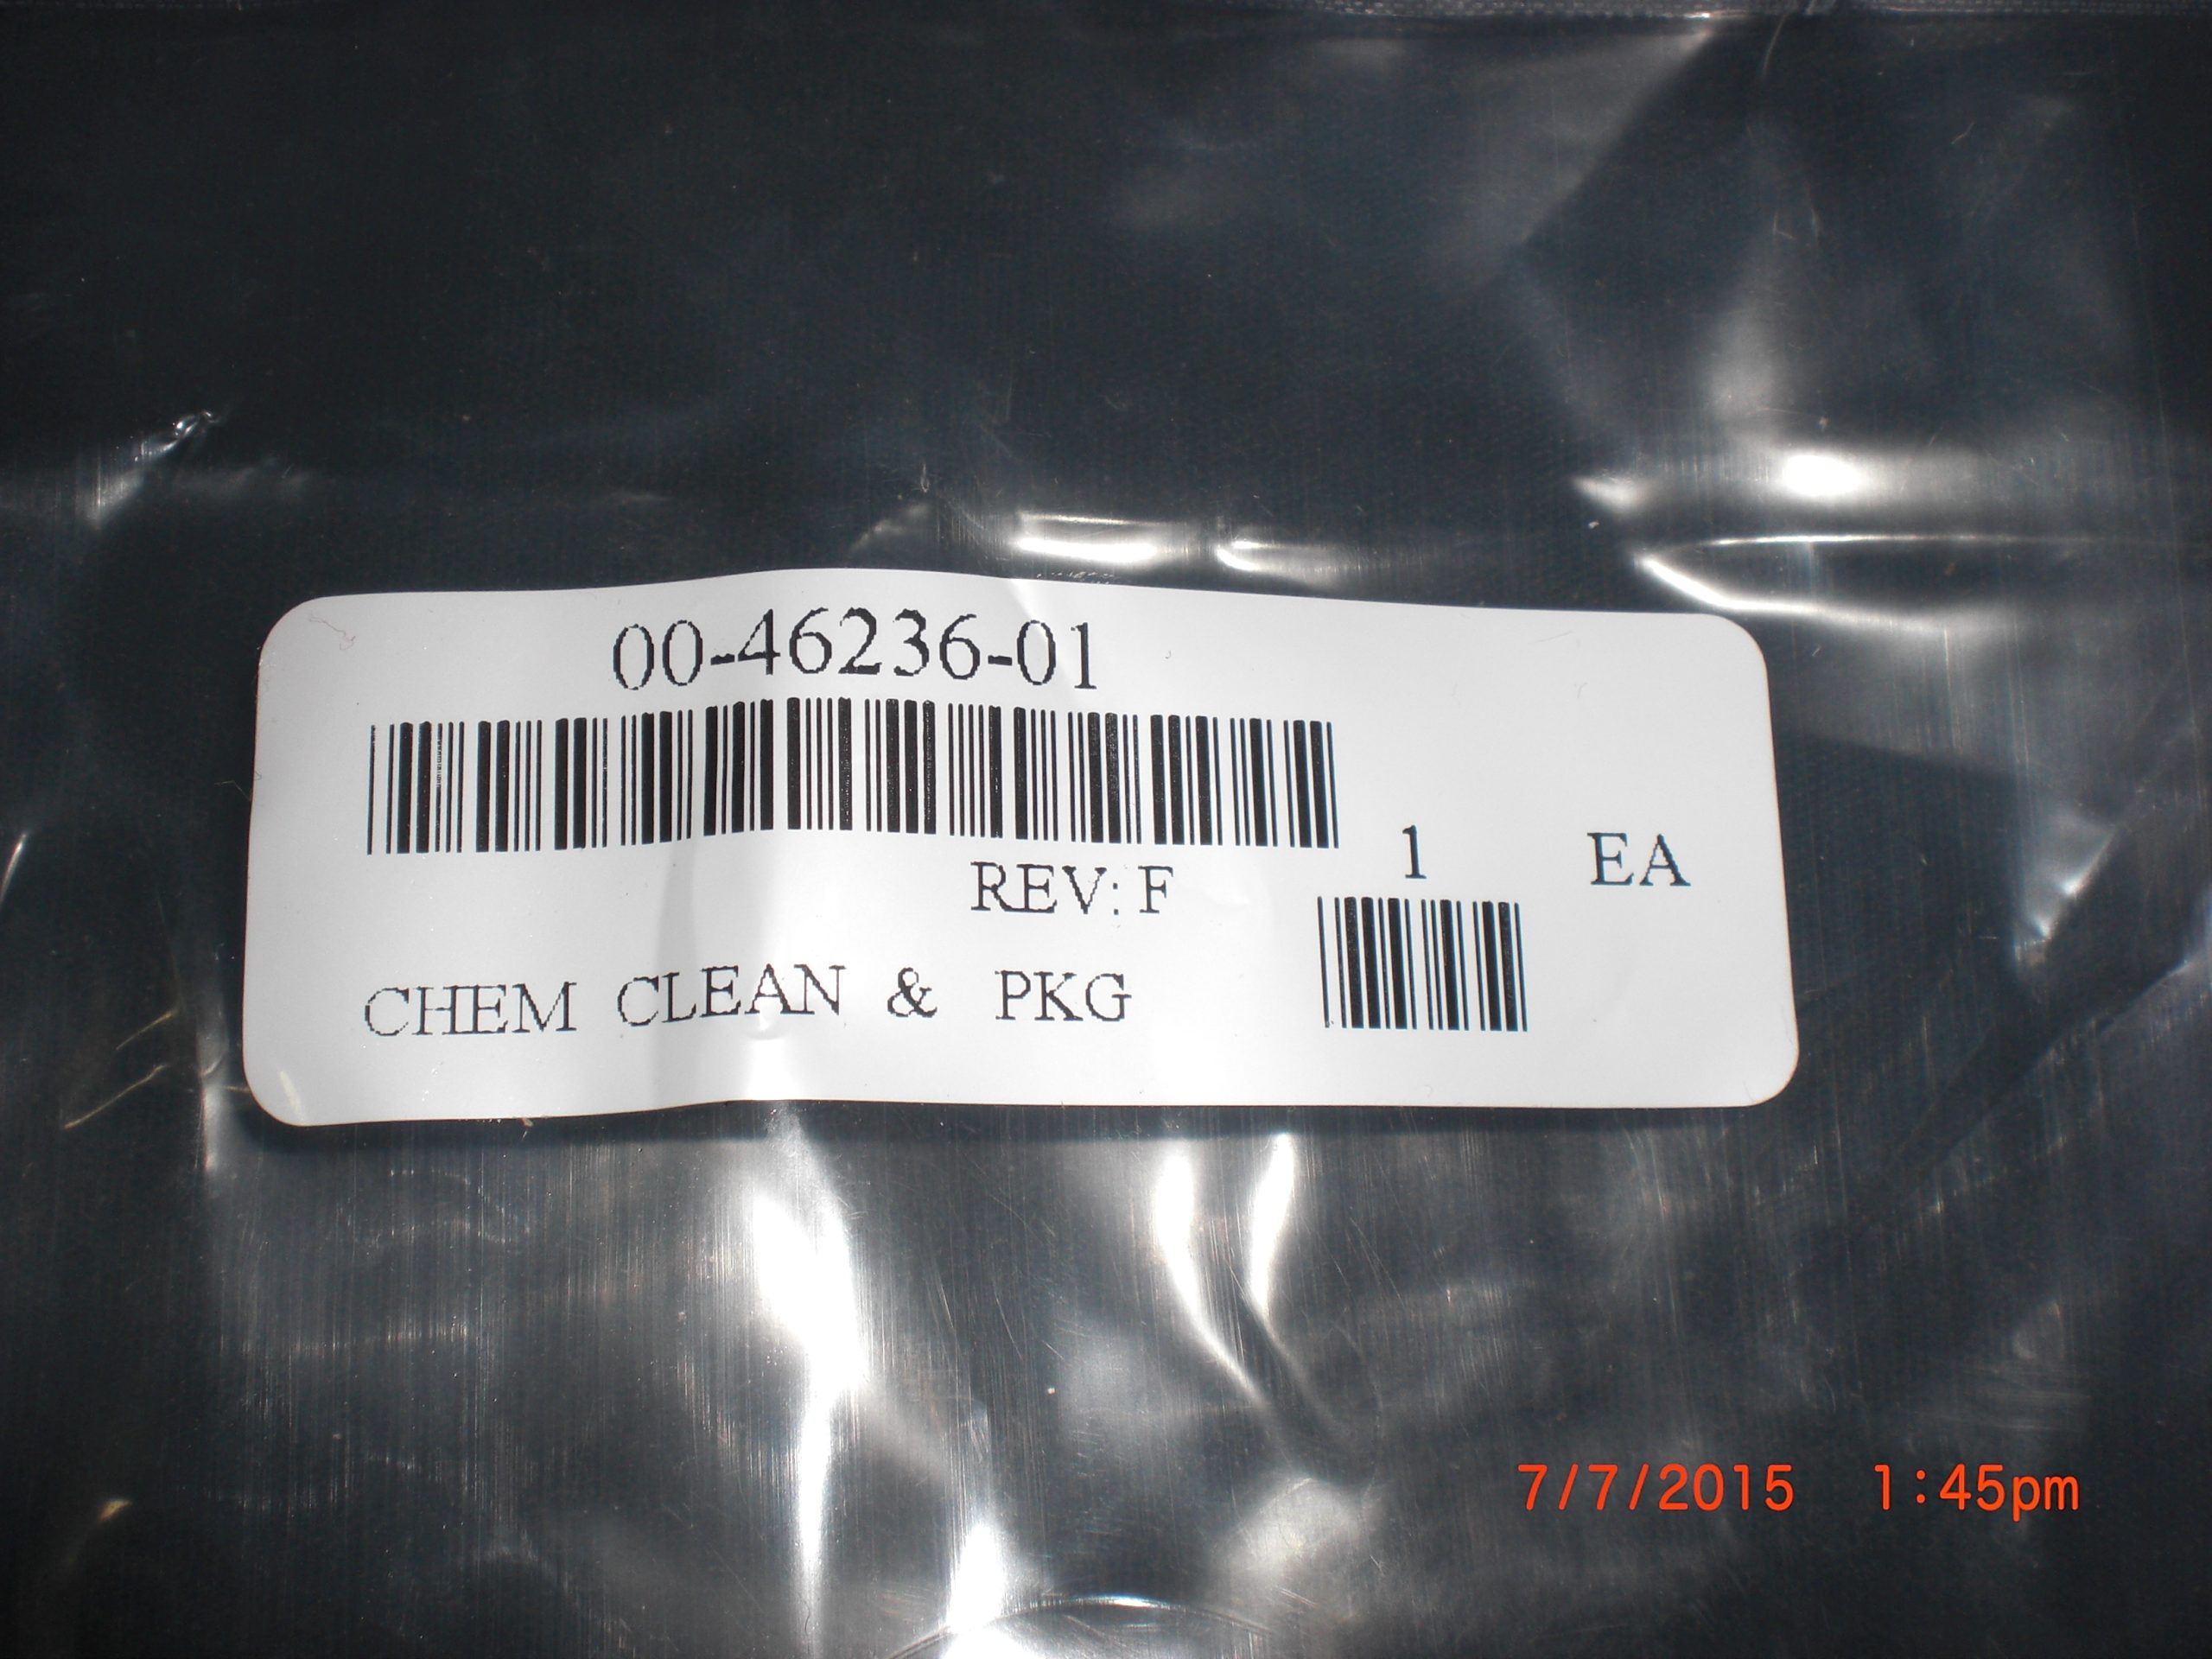 00-46236-01
REV: F
1 EA
CHEM CLEAN & PKG
7/7/2015 1:45pm